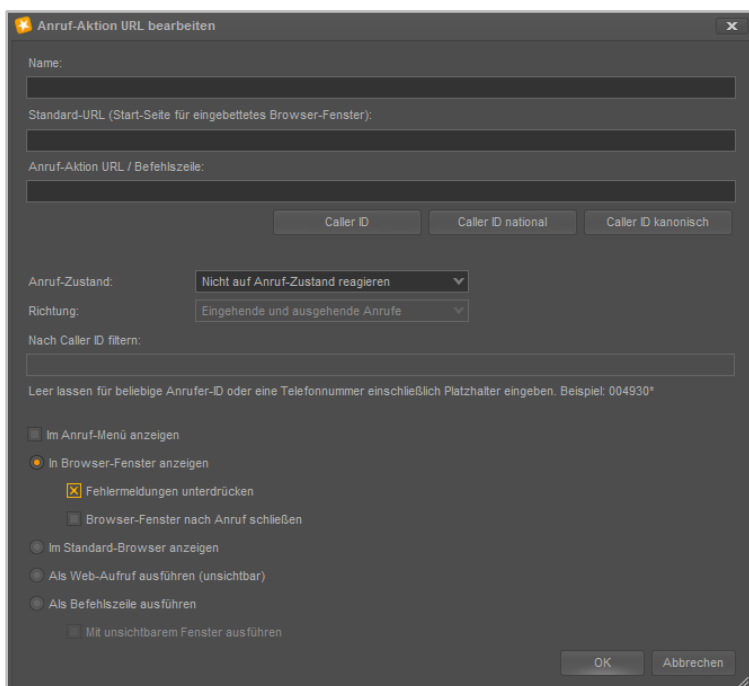 Anruf-Aktion URL bearbeiten
Name:
Standard-URL (Start-Seite für eingebettetes Browser-Fenster):
Anruf-Aktion URL / Befehlszeile:
Caller ID Caller ID national Caller ID kanonisch
Anruf-Zustand: Nicht auf Anruf-Zustand reagieren
Richtung: Eingehende und ausgehende Anrufe
Nach Caller ID filtern:
Leer lassen für beliebige Anrufer-ID oder eine Telefonnummer einschließlich Platzhalter eingeben. Beispiel: 004930*
Im Anruf-Menü anzeigen
In Browser-Fenster anzeigen
Fehlermeldungen unterdrücken
Browser-Fenster nach Anruf schließen
Im Standard-Browser anzeigen
Als Web-Aufruf ausführen (unsichtbar)
Als Befehlszeile ausführen
Mit unsichtbarem Fenster ausführen
OK Abbrechen